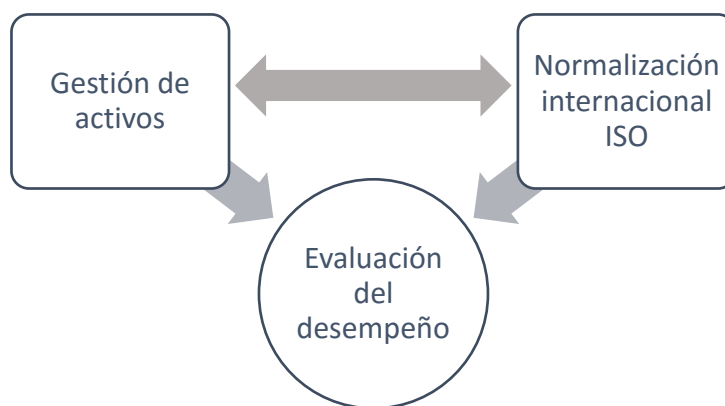 Gestión de
activos
Normalización
internacional
ISO
Evaluación
del
desempeño